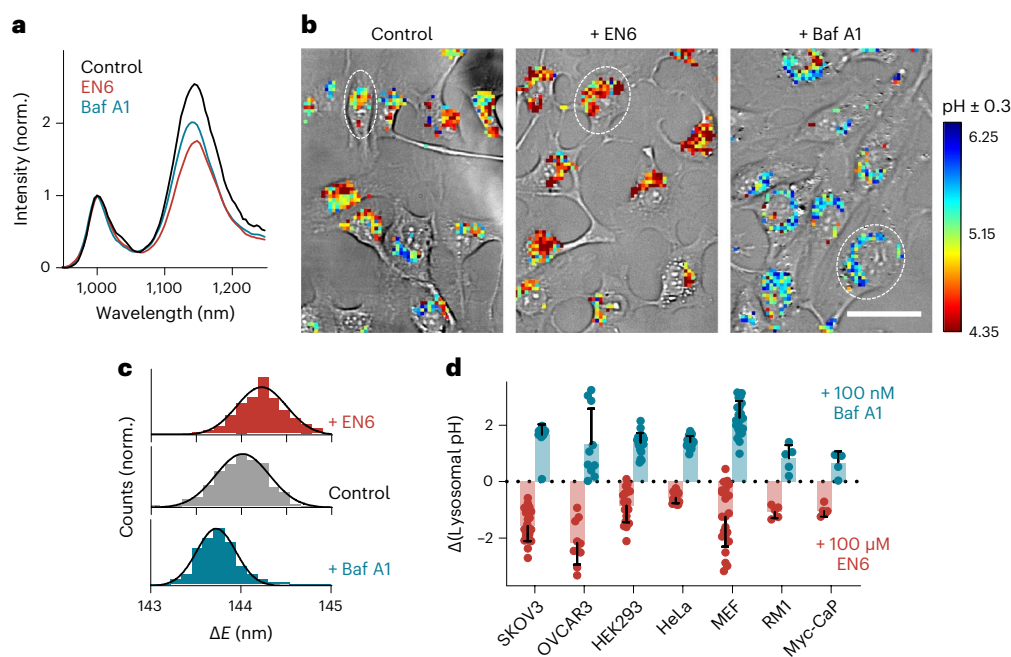 a
Control
EN6
Baf A1
Intensity (norm.)
2
1
0
1,000
1,100
1,200
Wavelength (nm)
b
Control
+ EN6
+ Baf A1
pH ± 0.3
6.25
5.15
4.35
c
Counts (norm.)
+ EN6
Control
+ Baf A1
143
144
145
ΔE (nm)
d
Δ(Lysosomal pH)
2
0
-2
+ 100 nM
Baf A1
+ 100 µM
EN6
SKOV3
OVCAR3
HEK293
HeLa
MEF
RM1
Myc-CaP